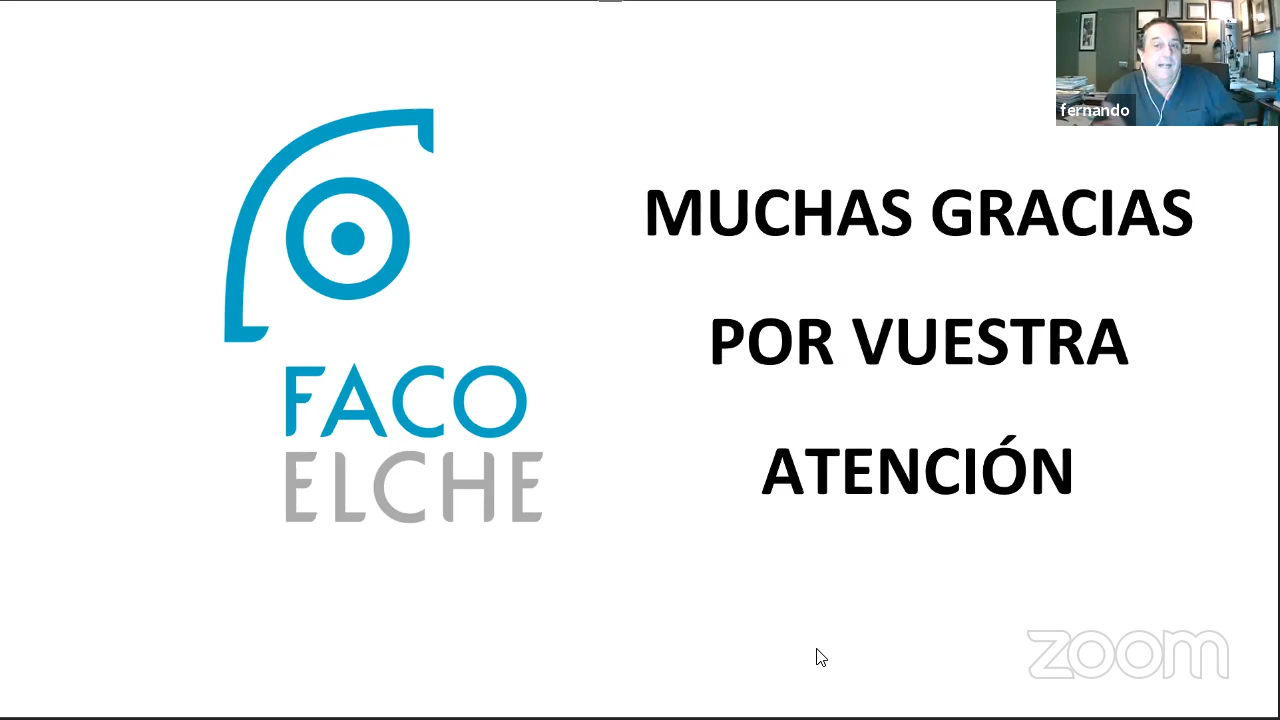 fernando
MUCHAS GRACIAS
POR VUESTRA
ATENCIÓN
FACO
ELCHE
zoom